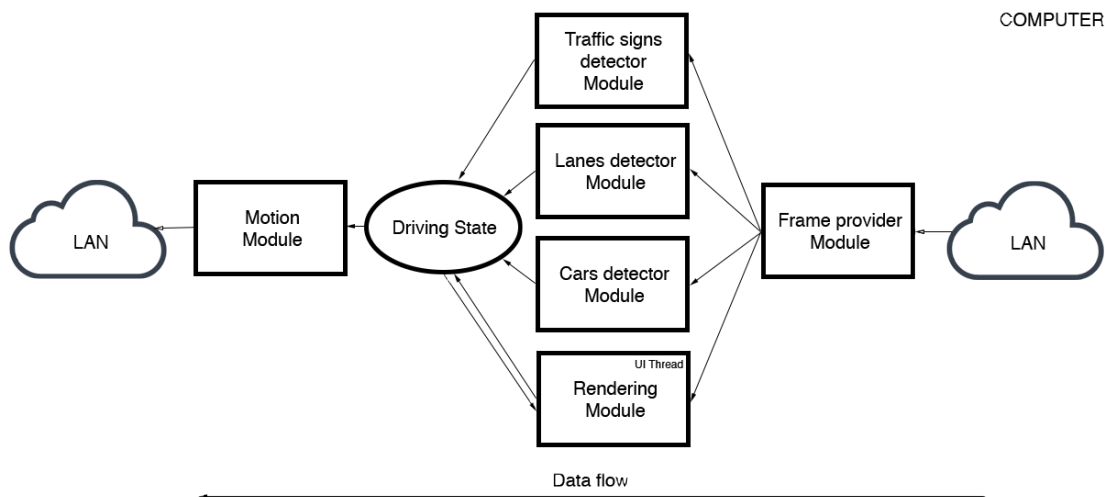 COMPUTER
Traffic signs
detector
Module
Lanes detector
Module
LAN
Motion
Module
Driving State
Frame provider
Module
LAN
Cars detector
Module
UI Thread
Rendering
Module
Data flow